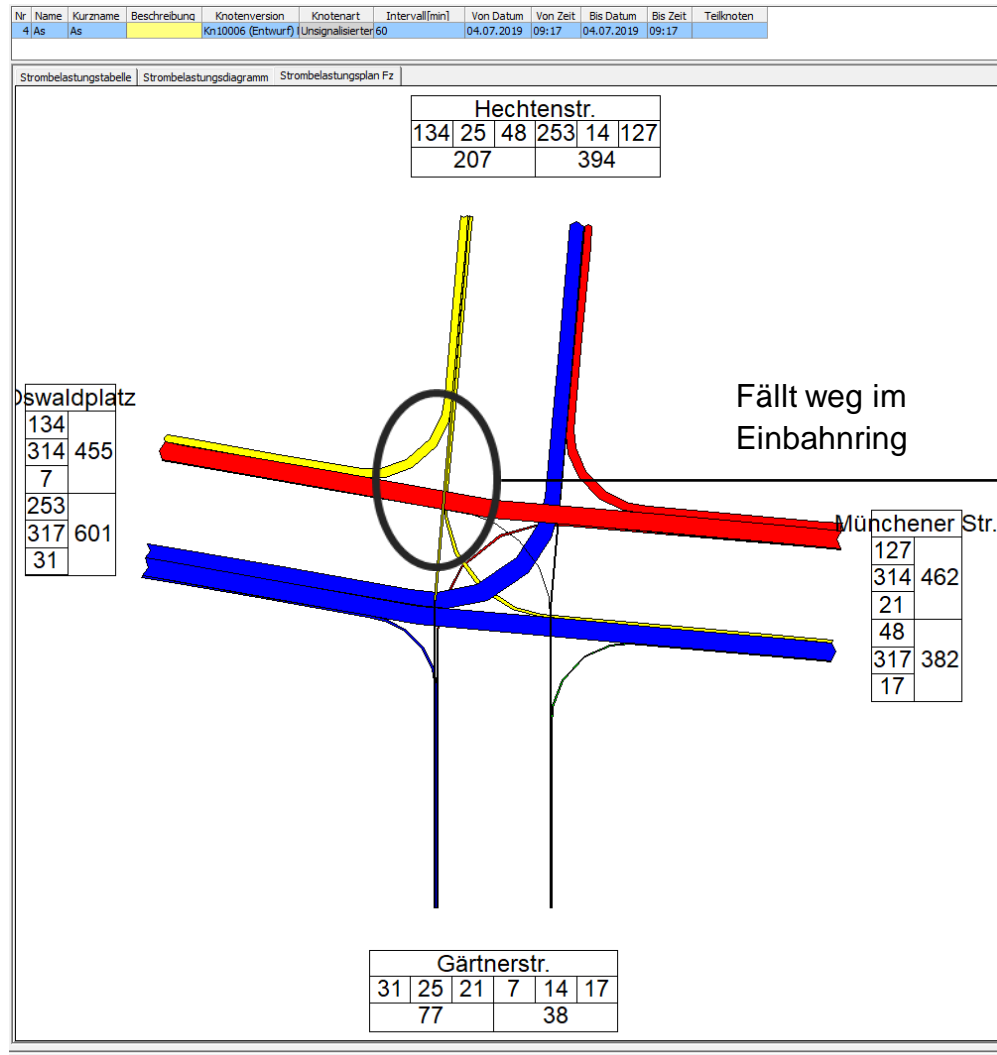 Nr Name Kurzname Beschreibung Knotenversion Knotenart Intervall[min] Von Datum Von Zeit Bis Datum Bis Zeit Teilknoten
4 As As Kn10006 (Entwurf) Unsignalisierter 60 04.07.2019 09:17 04.07.2019 09:17
Strombelastungstabelle Strombelastungsdiagramm Strombelastungsplan Fz
Hechtenstr.
134 25 48 253 14 127
207 394
Oswaldplatz
134
314 455
7
253
317 601
31
Fällt weg im
Einbahnring
Münchener Str.
127
314 462
21
48
317 382
17
Gärtnerstr.
31 25 21 7 14 17
77 38